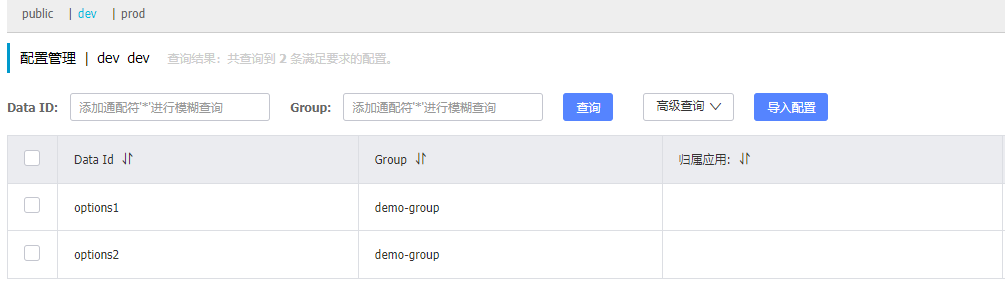 public | dev | prod
配置管理 | dev dev 查询结果：共查询到 2 条满足要求的配置。
Data ID: 添加通配符'*'进行模糊查询 Group: 添加通配符'*'进行模糊查询 查询 高级查询 导入配置
Data Id Group 归属应用:
options1 demo-group
options2 demo-group